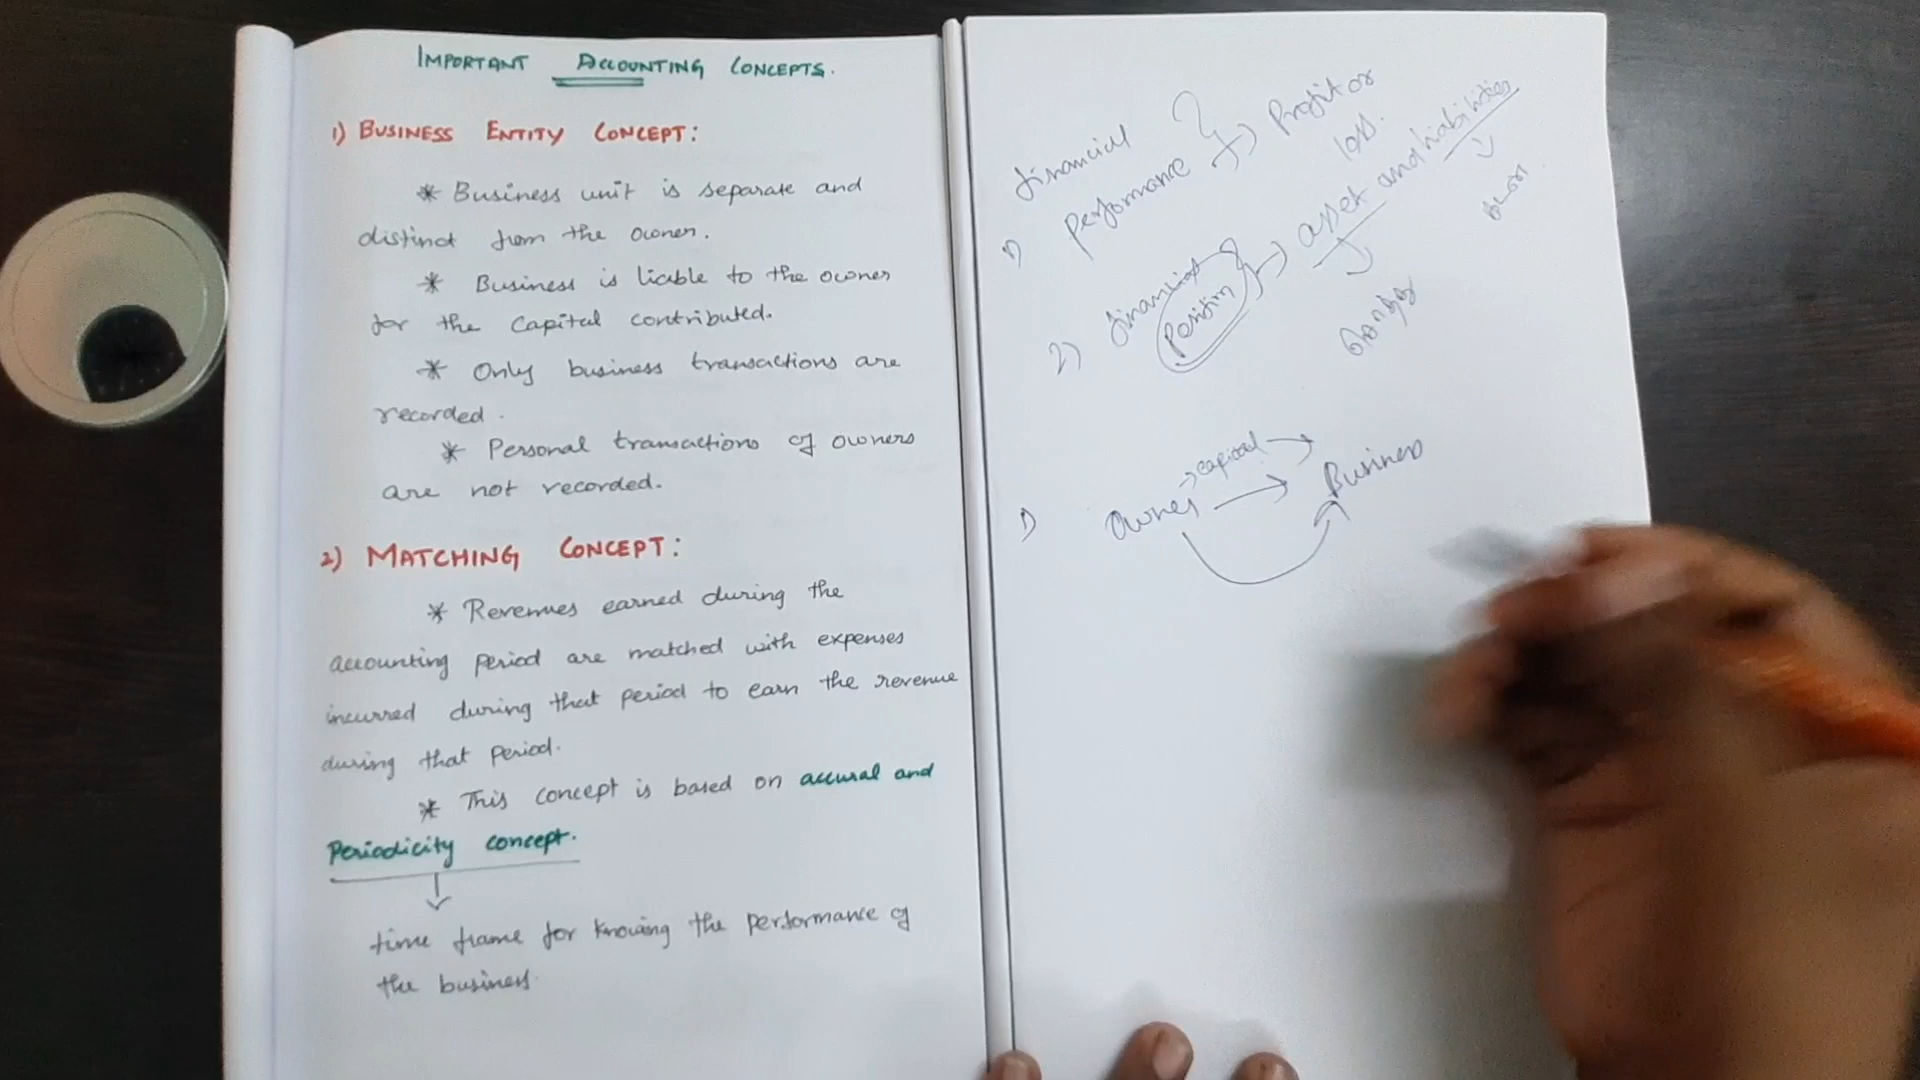 IMPORTANT ACCOUNTING CONCEPTS.
1) BUSINESS ENTITY CONCEPT:
* Business unit is separate and
distinct from the owner.
* Business is liable to the owner
for the capital contributed.
* Only business transactions are
recorded.
* Personal transactions of owners
are not recorded.
2) MATCHING CONCEPT:
* Revenues earned during the
accounting period are matched with expenses
incurred during that period to earn the revenue
during that period.
* This concept is based on accural and
Periodicity concept.
time frame for knowing the performance of
the business.
1) financial
performance } → Profit or
loss.
2) financial
position } → asset and liabilities
கடன்
1) Owner → capital → Business